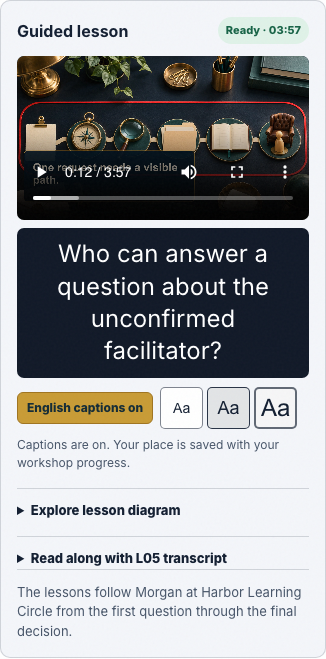 Guided lesson
Ready · 03:57
One request needs a visible
path.
0:12 / 3:57
Who can answer a
question about the
unconfirmed
facilitator?
English captions on
Aa
Aa
Aa
Captions are on. Your place is saved with your
workshop progress.
Explore lesson diagram
Read along with L05 transcript
The lessons follow Morgan at Harbor Learning
Circle from the first question through the final
decision.